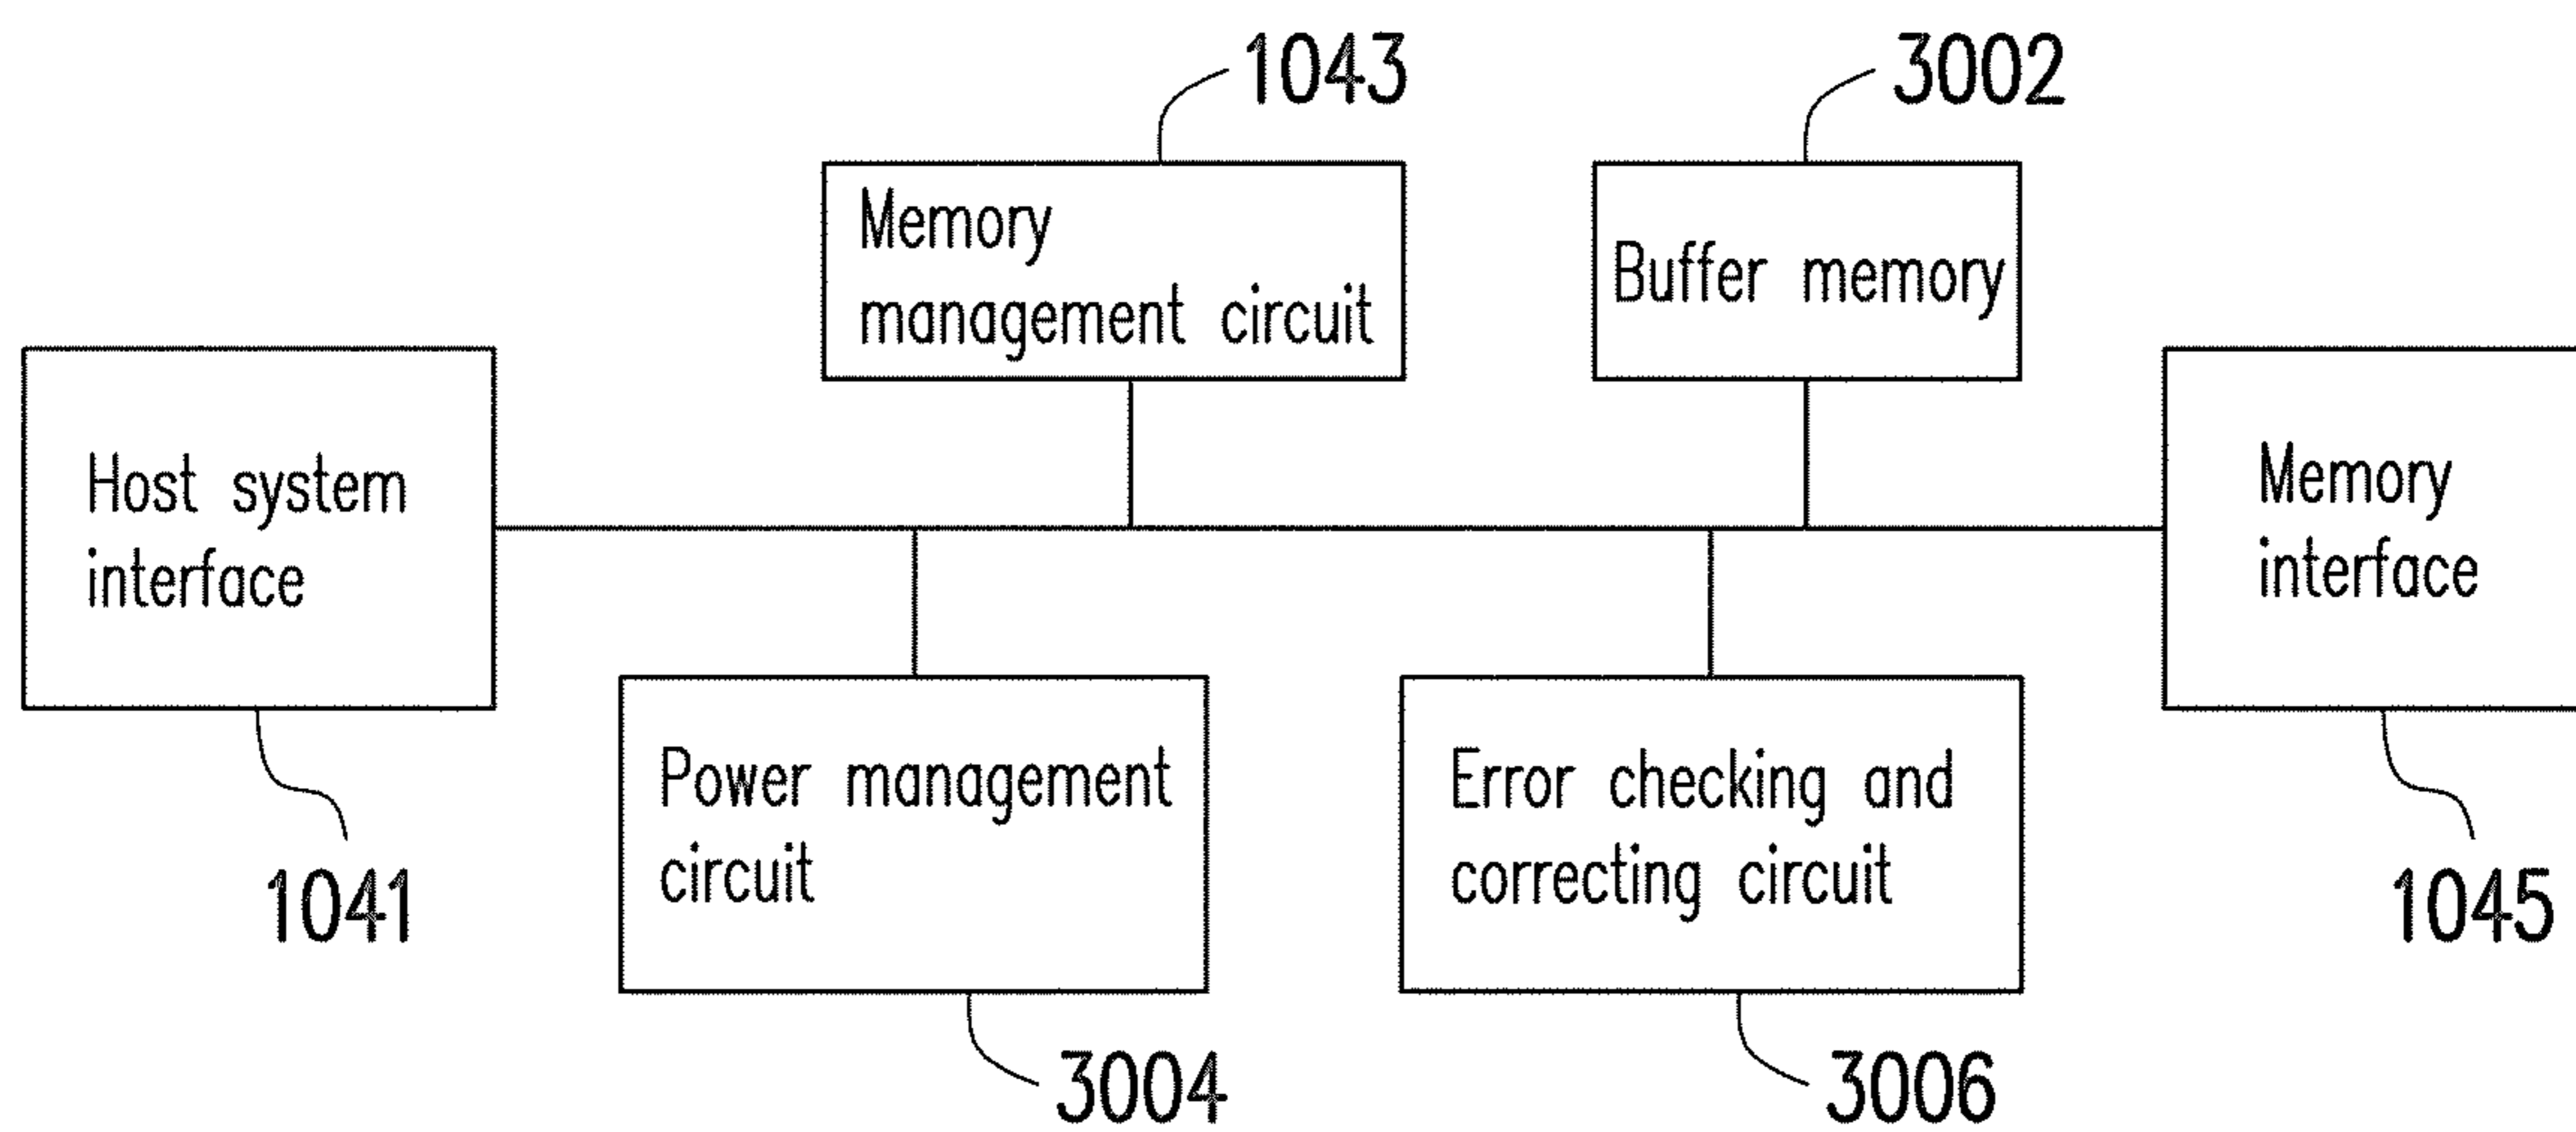 1043
3002
Memory
management circuit
Buffer memory
Host system
interface
Memory
interface
Power management
circuit
Error checking and
correcting circuit
1041
1045
3004
3006